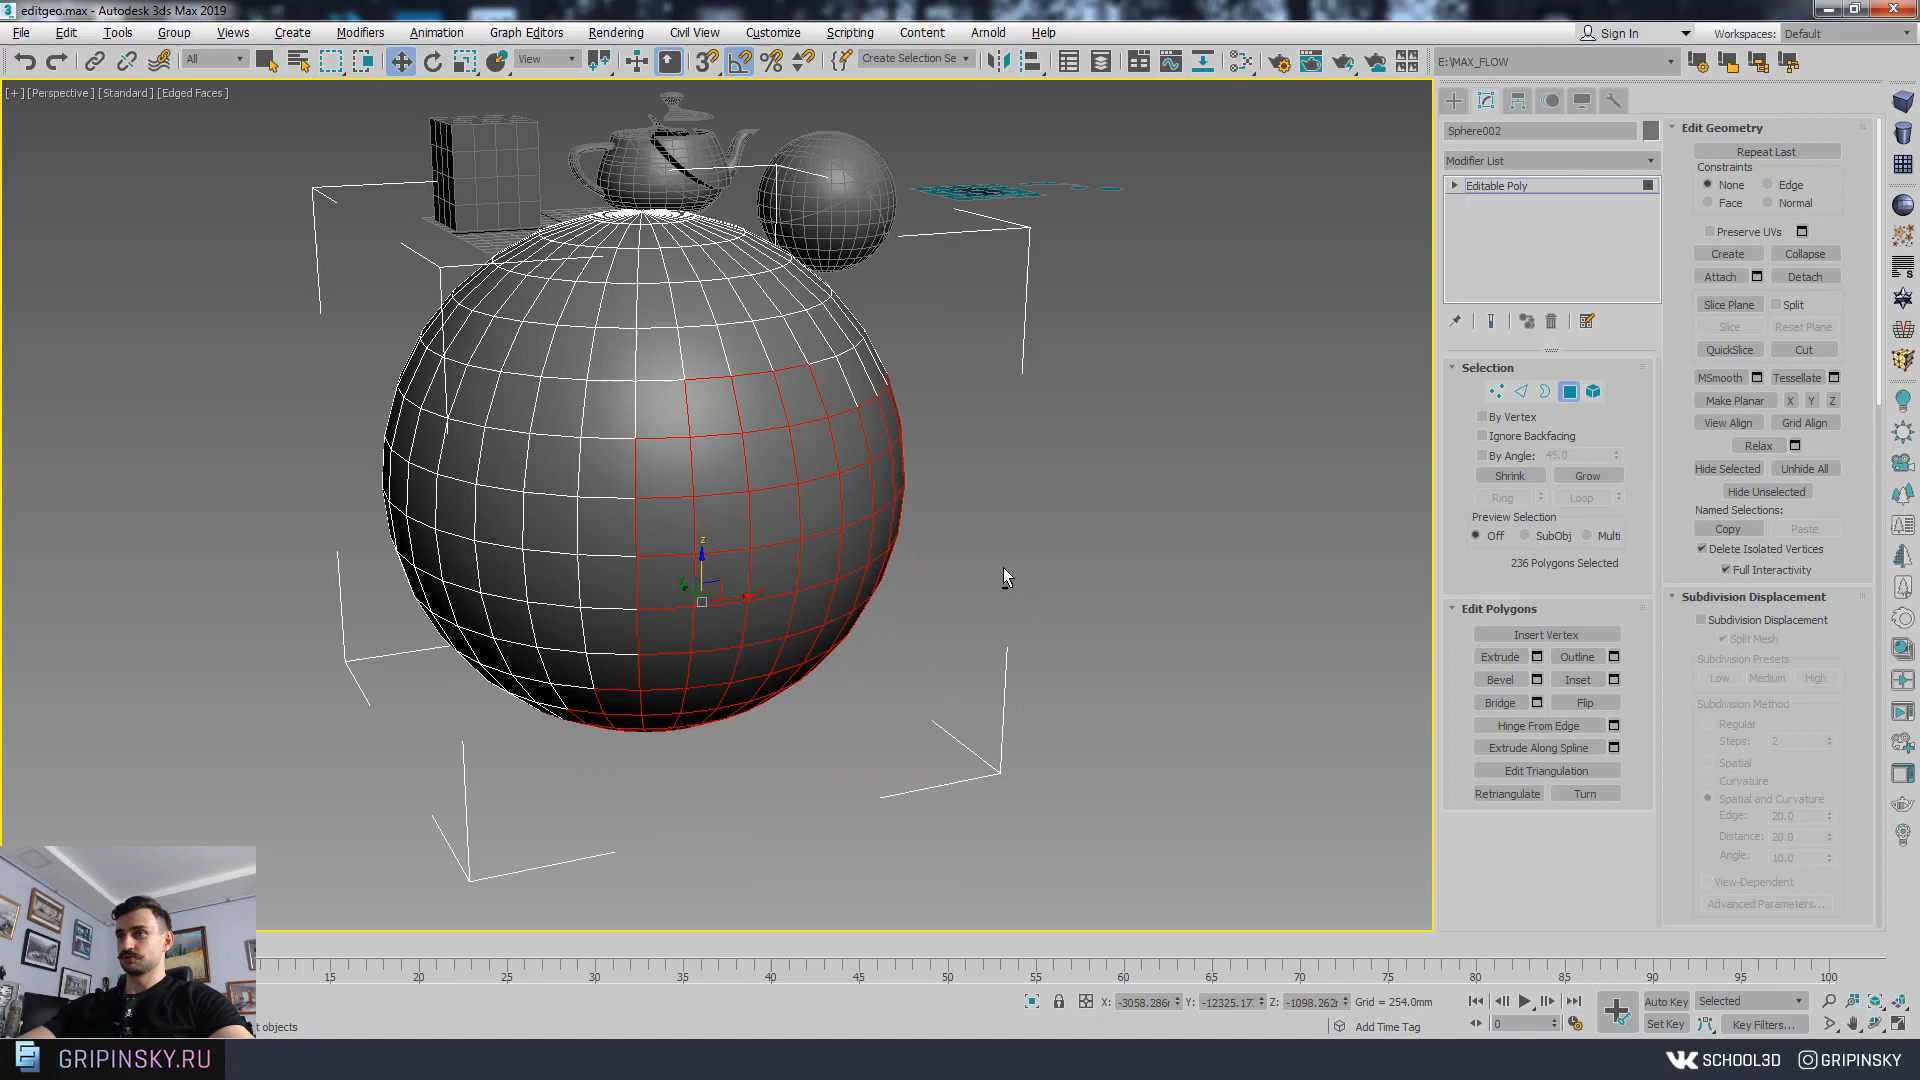 editgeo.max - Autodesk 3ds Max 2019
File Edit Tools Group Views Create Modifiers Animation Graph Editors Rendering Civil View Customize Scripting Content Arnold Help
Sign In Workspaces: Default
All View Create Selection Se E:\MAX_FLOW
[+] [Perspective] [Standard] [Edged Faces]
Sphere002
Modifier List
Editable Poly
Selection
By Vertex
Ignore Backfacing
By Angle: 45.0
Shrink Grow
Ring Loop
Preview Selection
Off SubObj Multi
236 Polygons Selected
Edit Polygons
Insert Vertex
Extrude Outline
Bevel Inset
Bridge Flip
Hinge From Edge
Extrude Along Spline
Edit Triangulation
Retriangulate Turn
Edit Geometry
Repeat Last
Constraints
None Edge
Face Normal
Preserve UVs
Create Collapse
Attach Detach
Slice Plane Split
Slice Reset Plane
QuickSlice Cut
MSmooth Tessellate
Make Planar X Y Z
View Align Grid Align
Relax
Hide Selected Unhide All
Hide Unselected
Named Selections:
Copy Paste
Delete Isolated Vertices
Full Interactivity
Subdivision Displacement
Subdivision Displacement
Split Mesh
Subdivision Presets
Low Medium High
Subdivision Method
Regular
Steps: 2
Spatial
Curvature
Spatial and Curvature
Edge: 20.0
Distance: 20.0
Angle: 10.0
View-Dependent
Advanced Parameters...
z
15 20 25 30 35 40 45 50 55 60 65 70 75 80 85 90 95 100
X: -3058.286r Y: -12325.17: Z: -1098.262r Grid = 254.0mm
Auto Key Selected
t objects
Add Time Tag
0
Set Key Key Filters...
GRIPINSKY.RU
SCHOOL3D GRIPINSKY